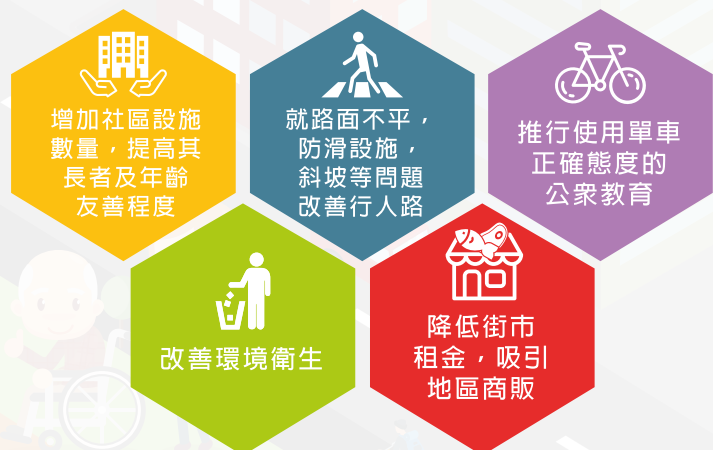 增加社區設施
數量，提高其
長者及年齡
友善程度
就路面不平，
防滑設施，
斜坡等問題
改善行人路
推行使用單車
正確態度的
公眾教育
改善環境衛生
降低街市
租金，吸引
地區商販